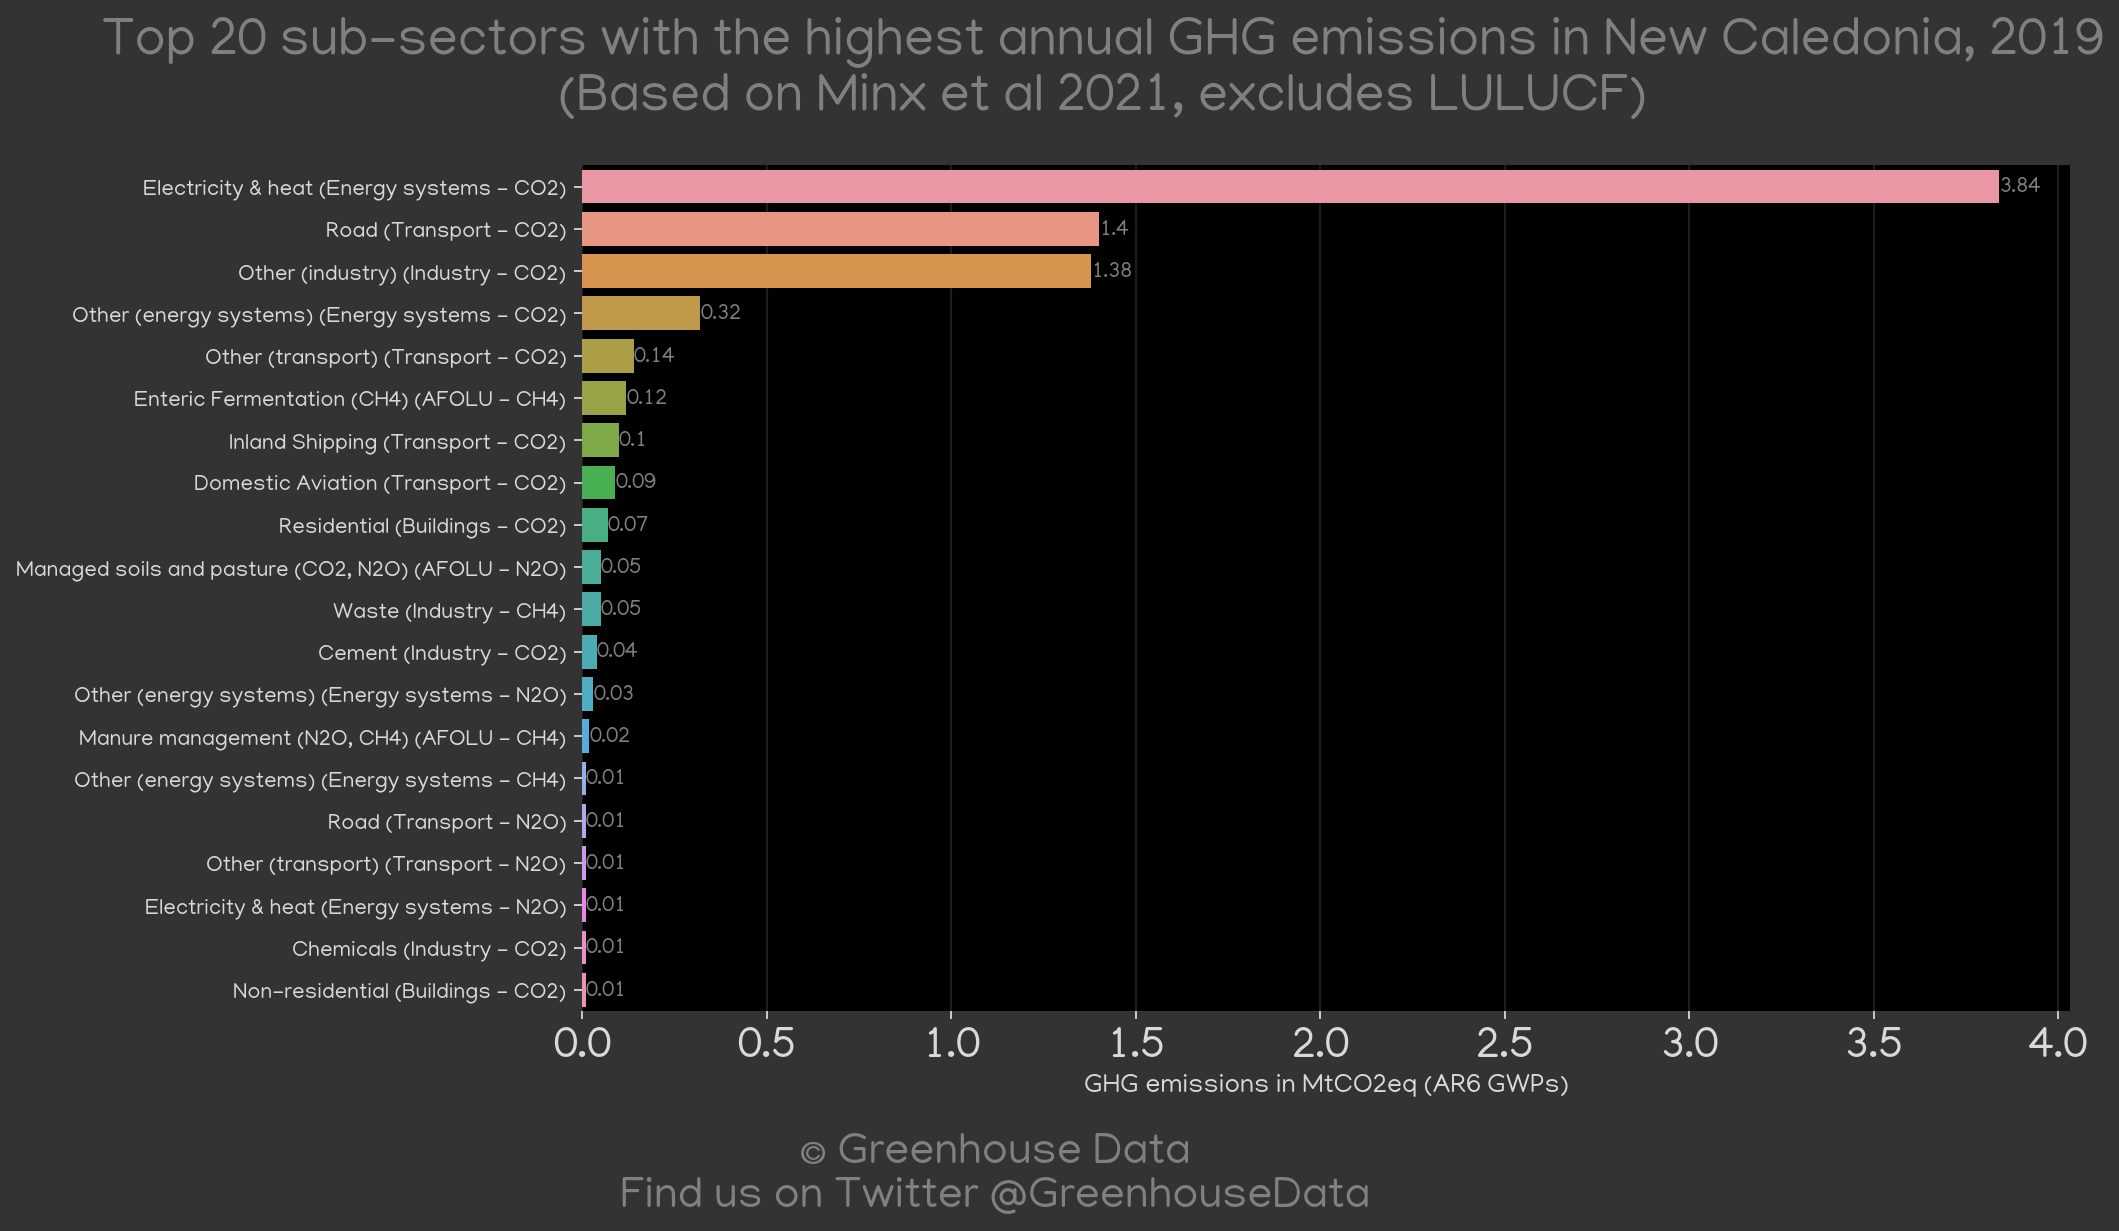 Top 20 sub-sectors with the highest annual GHG emissions in New Caledonia, 2019
(Based on Minx et al 2021, excludes LULUCF)
Electricity & heat (Energy systems - CO2) 3.84
Road (Transport - CO2) 1.4
Other (industry) (Industry - CO2) 1.38
Other (energy systems) (Energy systems - CO2) 0.32
Other (transport) (Transport - CO2) 0.14
Enteric Fermentation (CH4) (AFOLU - CH4) 0.12
Inland Shipping (Transport - CO2) 0.1
Domestic Aviation (Transport - CO2) 0.09
Residential (Buildings - CO2) 0.07
Managed soils and pasture (CO2, N2O) (AFOLU - N2O) 0.05
Waste (Industry - CH4) 0.05
Cement (Industry - CO2) 0.04
Other (energy systems) (Energy systems - N2O) 0.03
Manure management (N2O, CH4) (AFOLU - CH4) 0.02
Other (energy systems) (Energy systems - CH4) 0.01
Road (Transport - N2O) 0.01
Other (transport) (Transport - N2O) 0.01
Electricity & heat (Energy systems - N2O) 0.01
Chemicals (Industry - CO2) 0.01
Non-residential (Buildings - CO2) 0.01
0.0 0.5 1.0 1.5 2.0 2.5 3.0 3.5 4.0
GHG emissions in MtCO2eq (AR6 GWPs)
© Greenhouse Data
Find us on Twitter @GreenhouseData